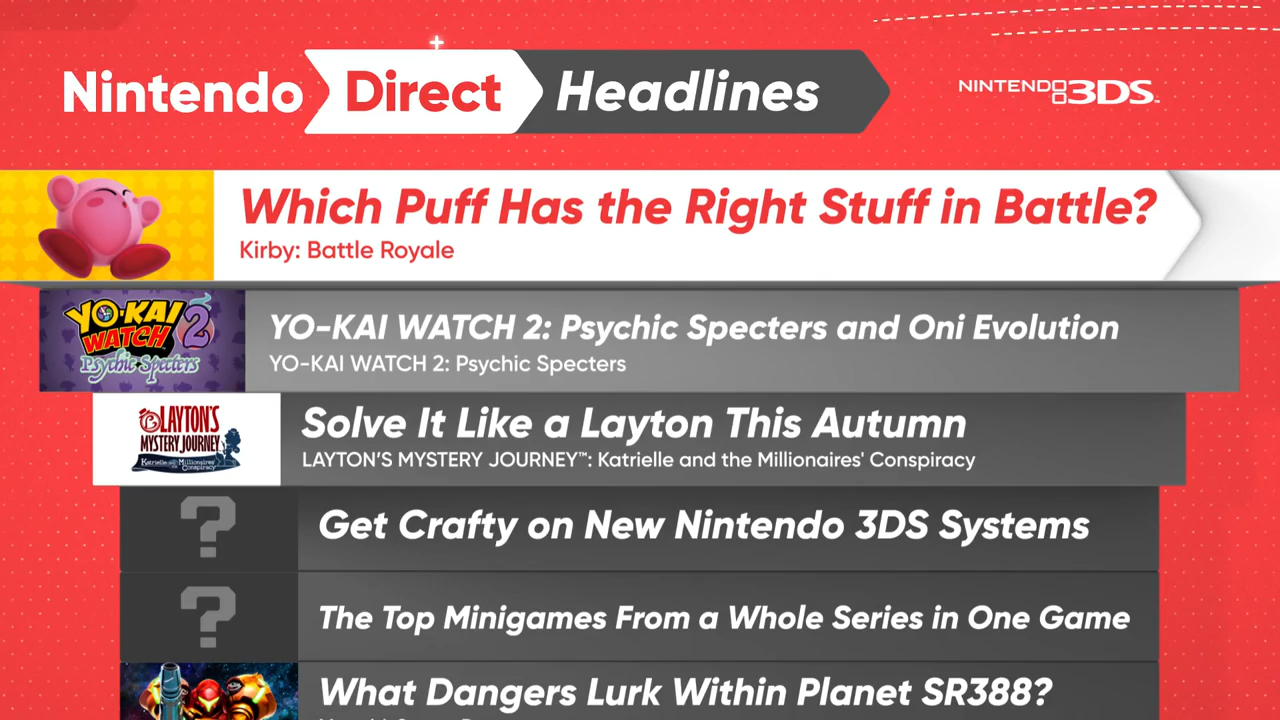 Nintendo Direct Headlines
NINTENDO 3DS™
Which Puff Has the Right Stuff in Battle?
Kirby: Battle Royale
YO-KAI
WATCH 2
Psychic Specters
YO-KAI WATCH 2: Psychic Specters and Oni Evolution
YO-KAI WATCH 2: Psychic Specters
LAYTON'S
MYSTERY JOURNEY
Katrielle and the Millionaires'
Conspiracy
Solve It Like a Layton This Autumn
LAYTON'S MYSTERY JOURNEY™: Katrielle and the Millionaires' Conspiracy
?
Get Crafty on New Nintendo 3DS Systems
?
The Top Minigames From a Whole Series in One Game
What Dangers Lurk Within Planet SR388?